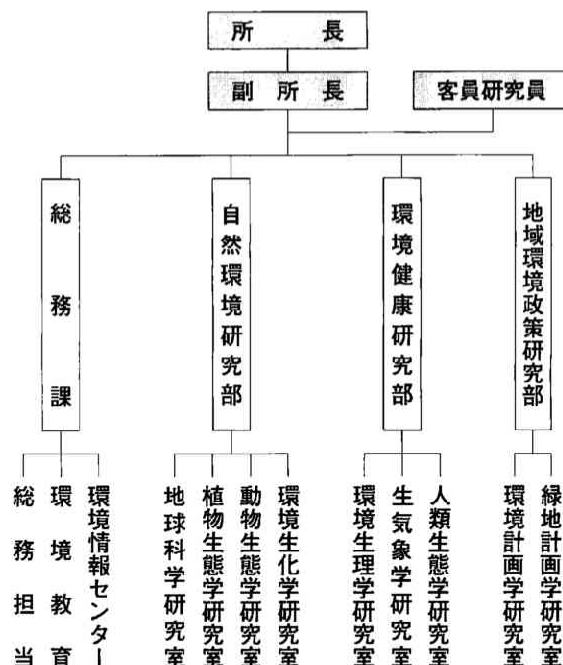 所長
副所長
客員研究員
総務課
自然環境研究部
環境健康研究部
地域環境政策研究部
総務担当
環境教育
環境情報センター
地球科学研究室
植物生態学研究室
動物生態学研究室
環境生化学研究室
環境生理学研究室
生気象学研究室
人類生態学研究室
環境計画学研究室
緑地計画学研究室